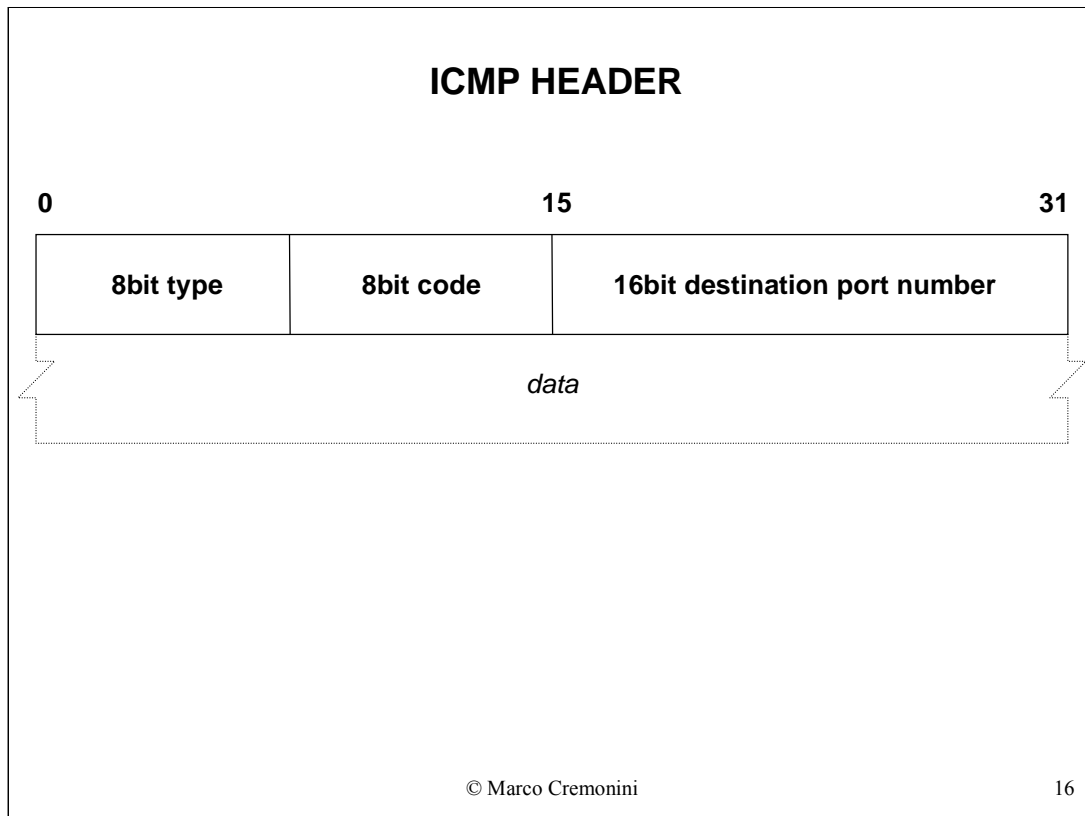 ICMP HEADER
0 15 31
8bit type 8bit code 16bit destination port number
data
© Marco Cremonini 16